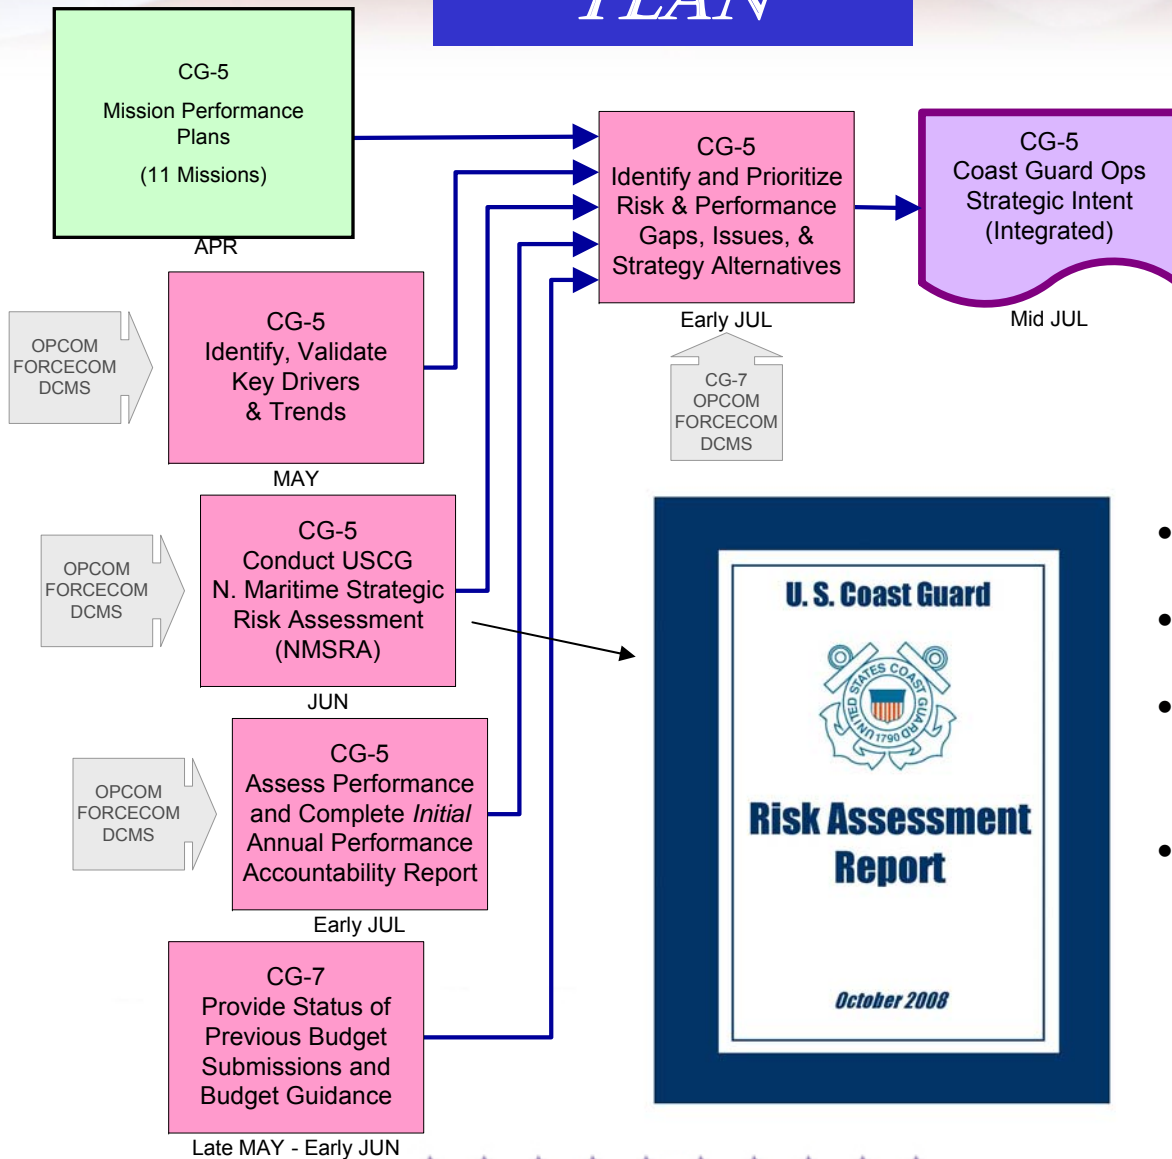 PLAN
CG-5
Mission Performance
Plans
(11 Missions)
APR
OPCOM
FORCECOM
DCMS
CG-5
Identify, Validate
Key Drivers
& Trends
MAY
OPCOM
FORCECOM
DCMS
CG-5
Conduct USCG
N. Maritime Strategic
Risk Assessment
(NMSRA)
JUN
OPCOM
FORCECOM
DCMS
CG-5
Assess Performance
and Complete Initial
Annual Performance
Accountability Report
Early JUL
CG-7
Provide Status of
Previous Budget
Submissions and
Budget Guidance
Late MAY - Early JUN
CG-5
Identify and Prioritize
Risk & Performance
Gaps, Issues, &
Strategy Alternatives
Early JUL
CG-7
OPCOM
FORCECOM
DCMS
CG-5
Coast Guard Ops
Strategic Intent
(Integrated)
Mid JUL
U. S. Coast Guard
UNITED STATES COAST GUARD
1790
Risk Assessment
Report
October 2008
•
•
•
•